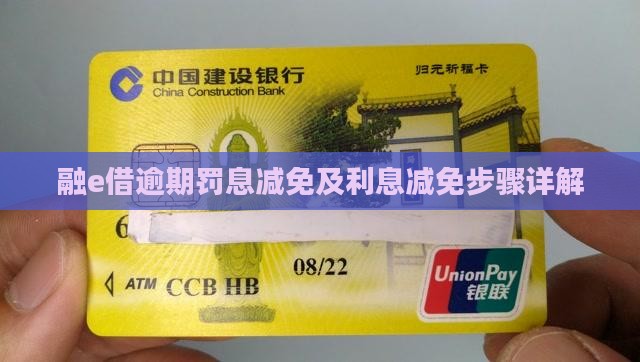 中国建设银行
China Construction Bank
归元祈福卡
融e借逾期罚息减免及利息减免步骤详解
6
08/22
ATM CCB HB
UnionPay
银联